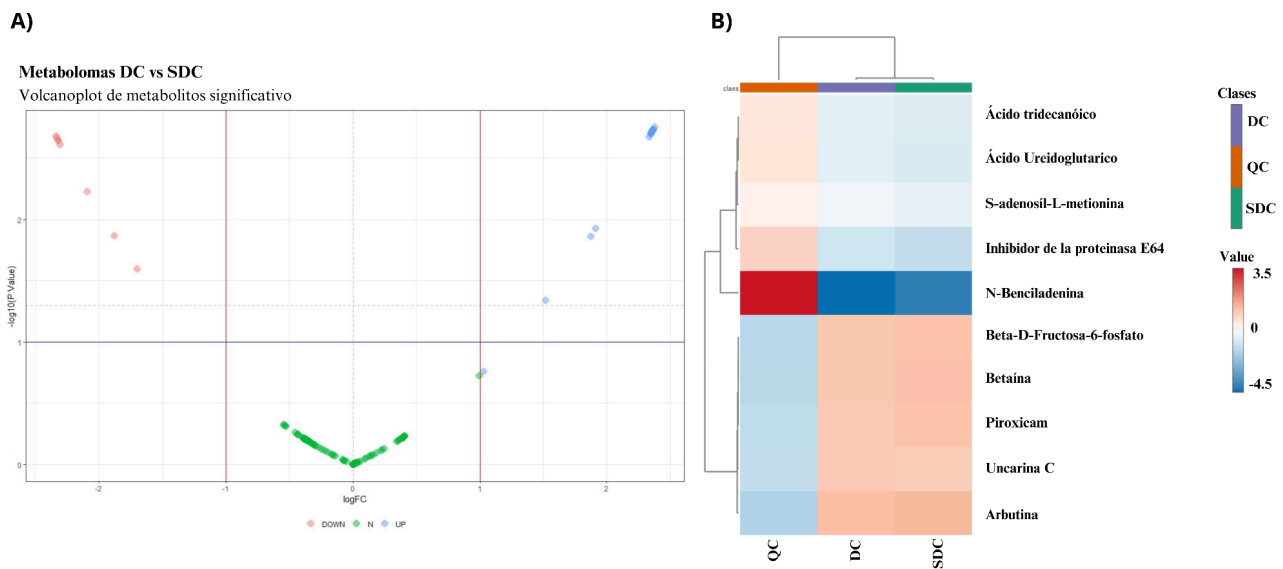 A)
Metabolomas DC vs SDC
Volcanoplot de metabolitos significativo
-log10(P.Value)
2
1
0
-2
-1
0
1
2
logFC
DOWN N UP
B)
class
Ácido tridecanóico
Ácido Ureidoglutarico
S-adenosíl-L-metionina
Inhibidor de la proteinasa E64
N-Benciladenina
Beta-D-Fructosa-6-fosfato
Betaína
Piroxicam
Uncarina C
Arbutina
QC
DC
SDC
Clases
DC
QC
SDC
Value
3.5
0
-4.5